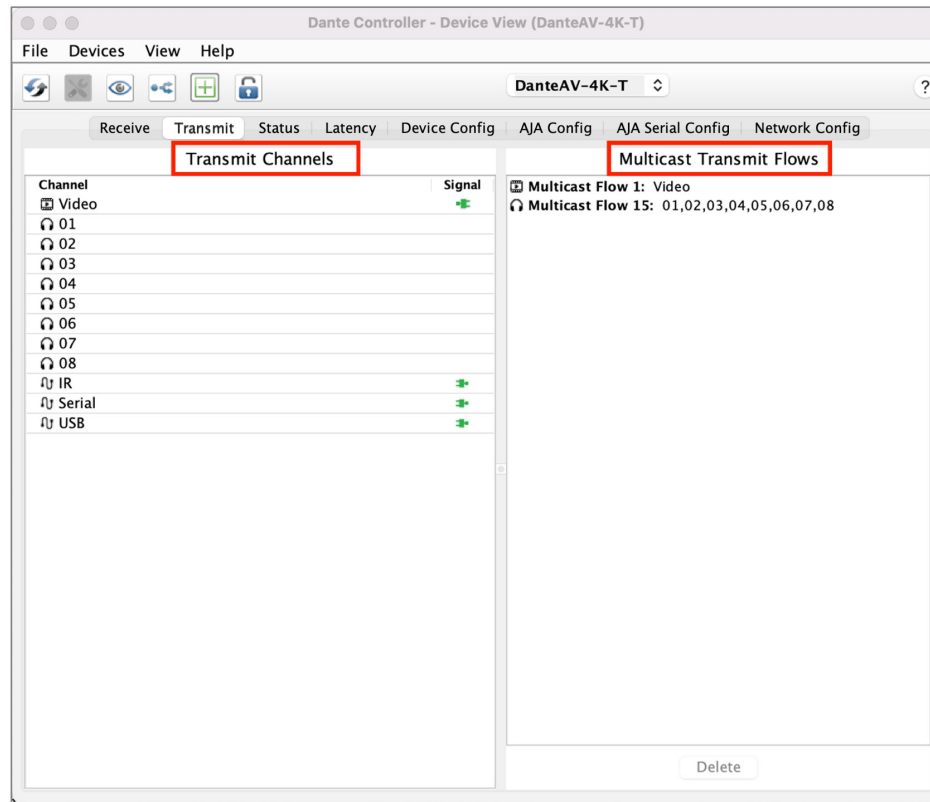 Dante Controller - Device View (DanteAV-4K-T)
File Devices View Help
DanteAV-4K-T
?
Receive Transmit Status Latency Device Config AJA Config AJA Serial Config Network Config
Transmit Channels
Channel Signal
Video
01
02
03
04
05
06
07
08
IR
Serial
USB
Multicast Transmit Flows
Multicast Flow 1: Video
Multicast Flow 15: 01,02,03,04,05,06,07,08
Delete